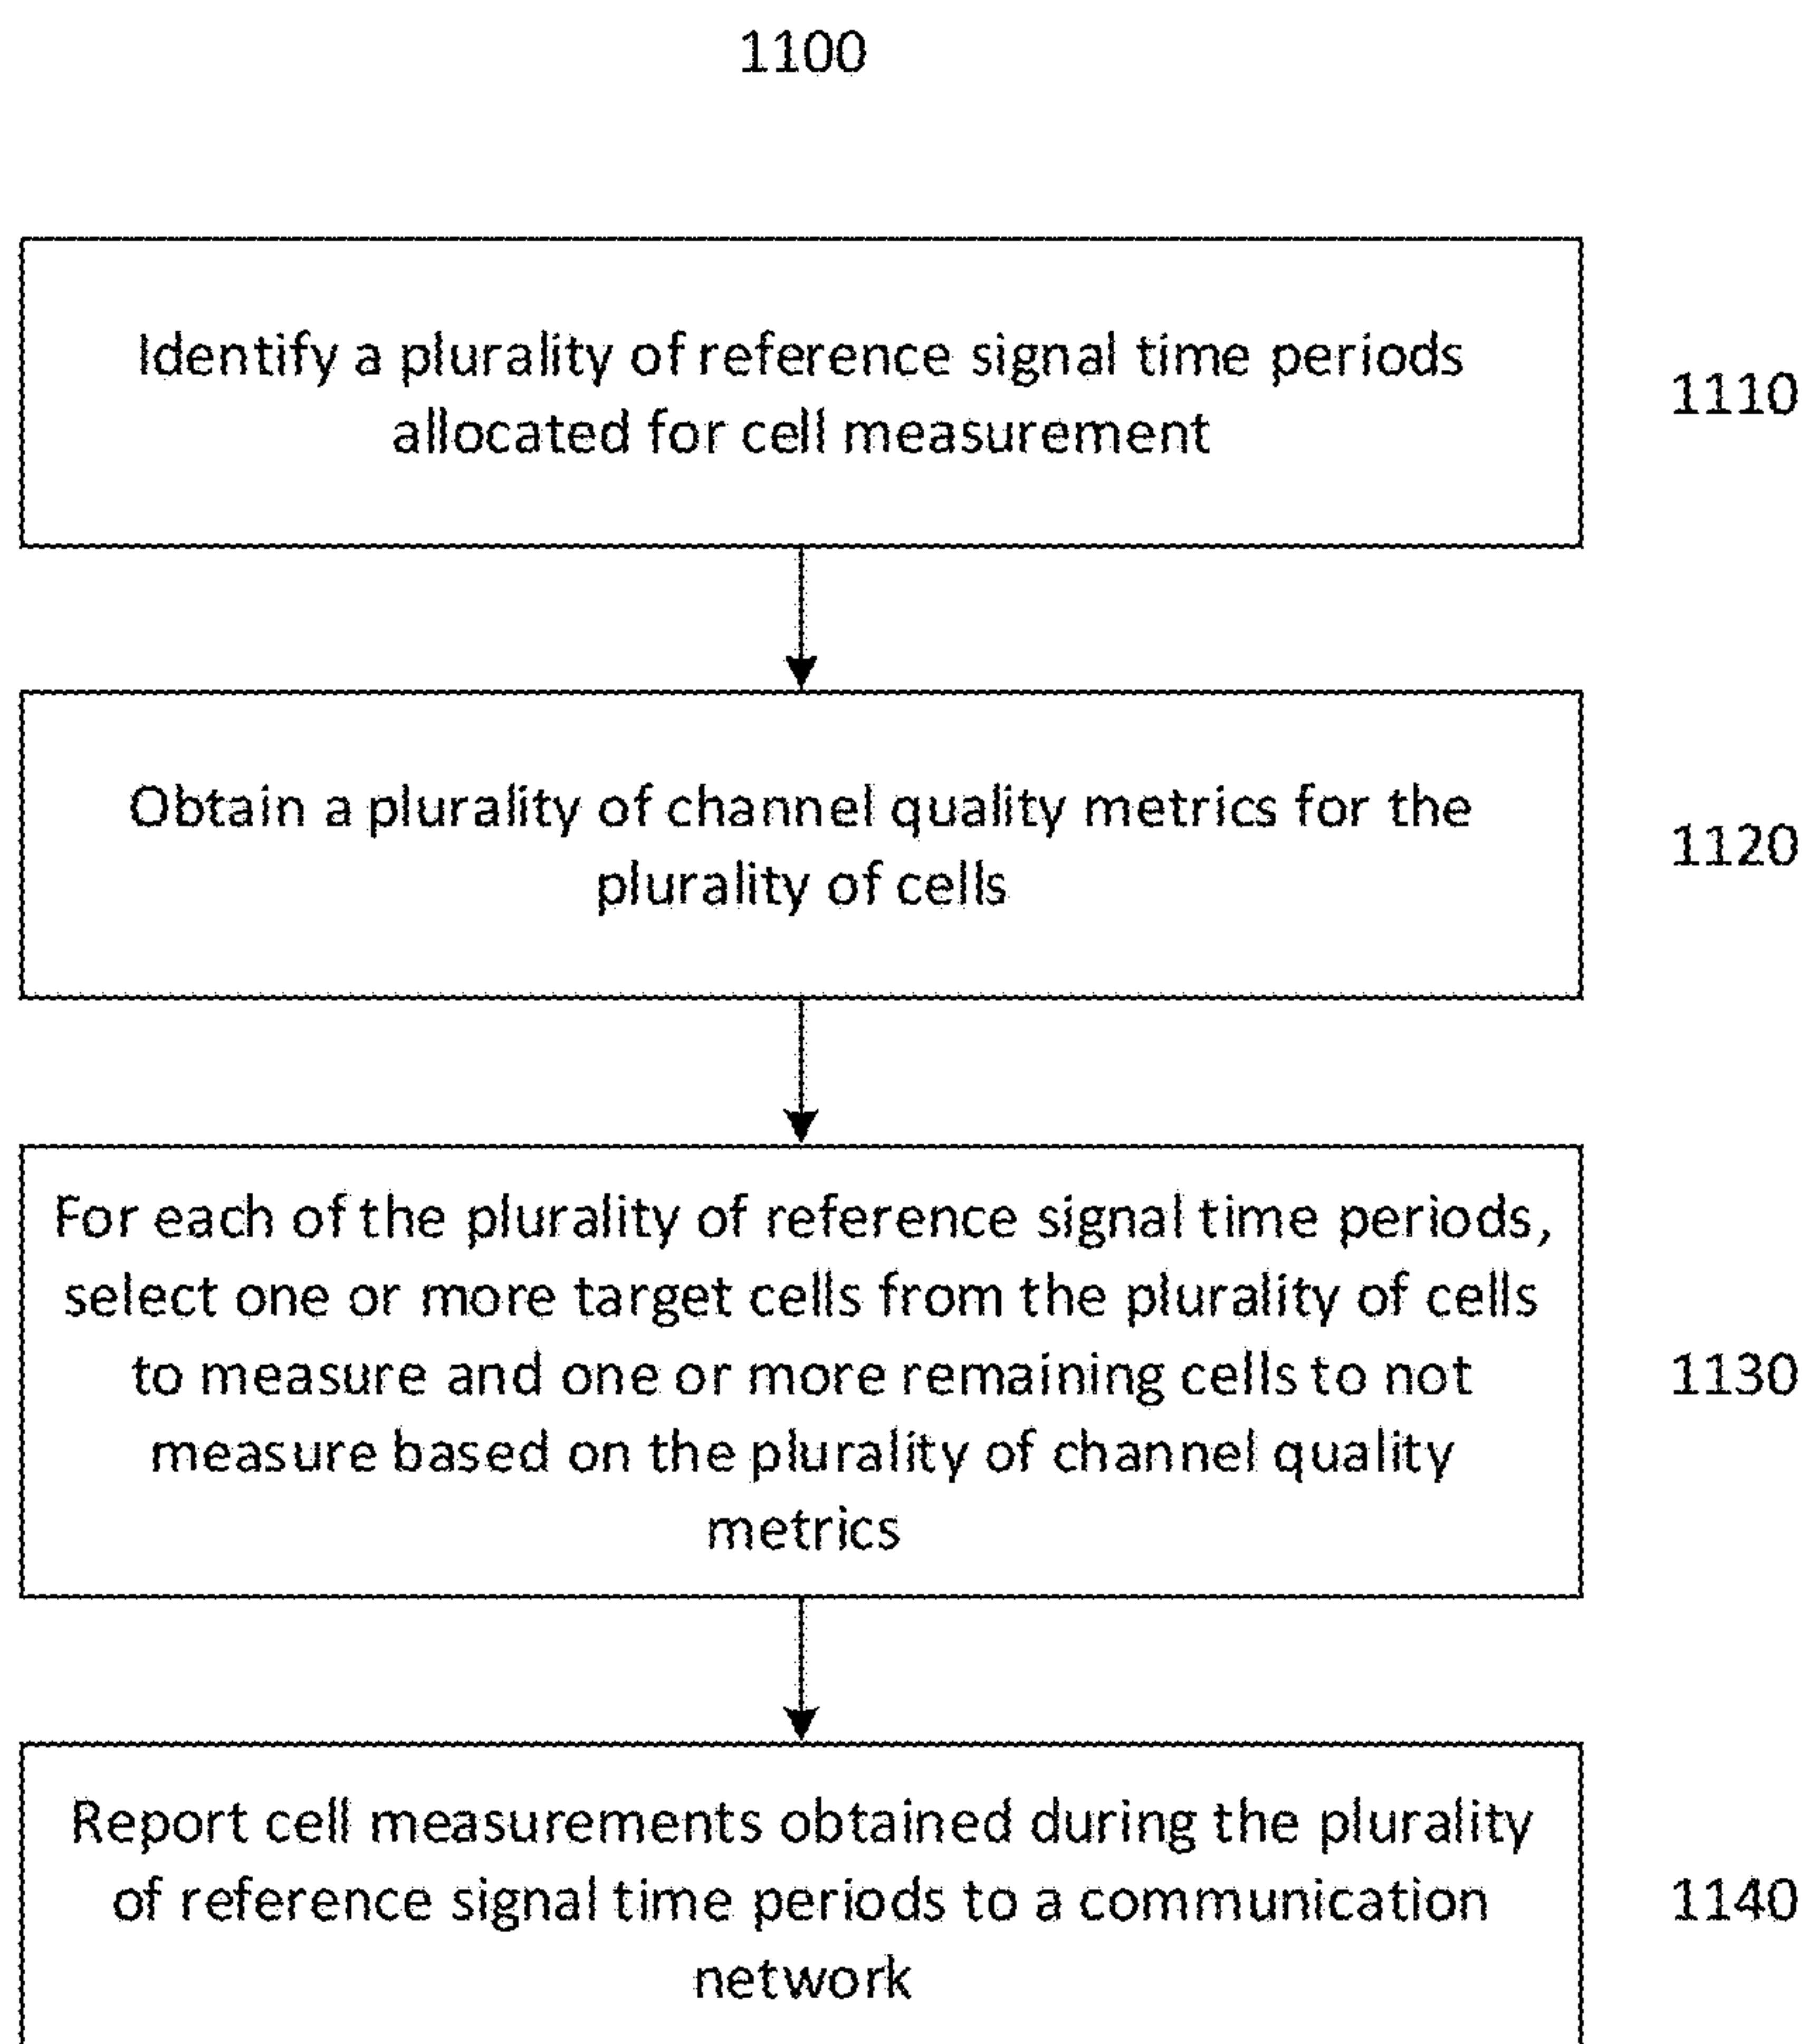 1100
Identify a plurality of reference signal time periods
allocated for cell measurement
1110
Obtain a plurality of channel quality metrics for the
plurality of cells
1120
For each of the plurality of reference signal time periods,
select one or more target cells from the plurality of cells
to measure and one or more remaining cells to not
measure based on the plurality of channel quality
metrics
1130
Report cell measurements obtained during the plurality
of reference signal time periods to a communication
network
1140